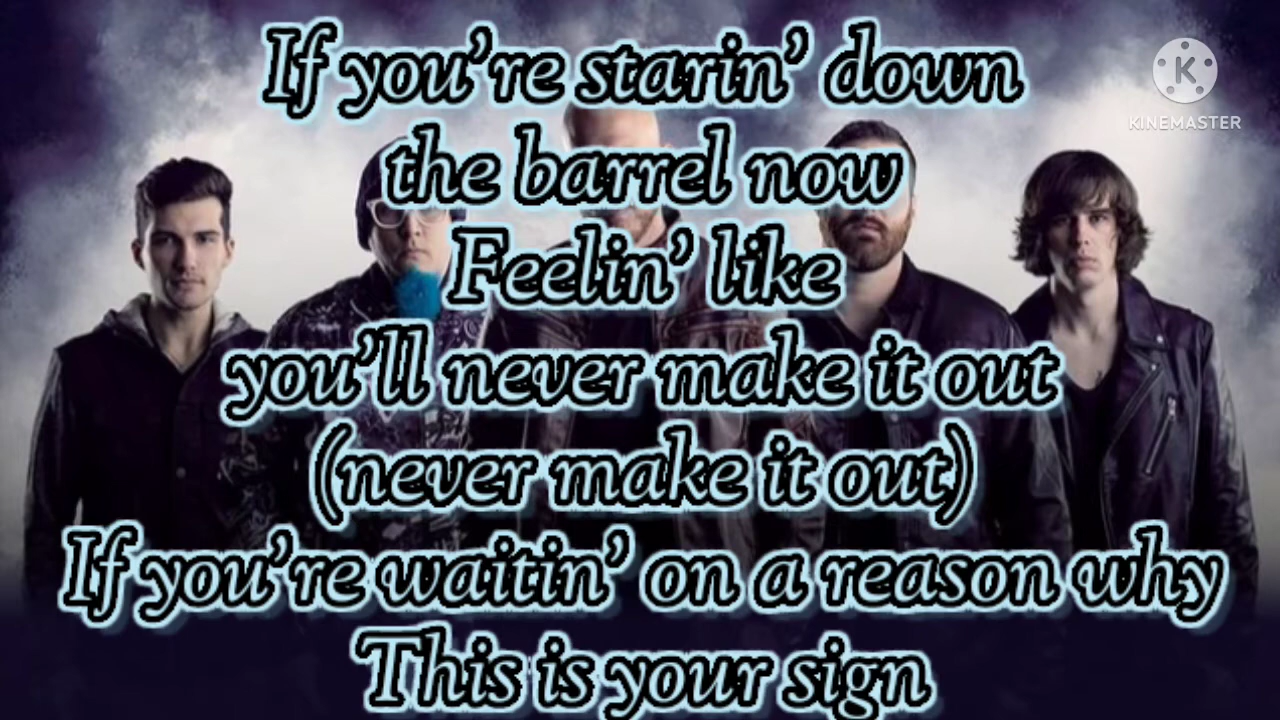 If you're starin' down
KINEMASTER
the barrel now
Feelin' like
you'll never make it out
(never make it out)
If you're waitin' on a reason why
This is your sign